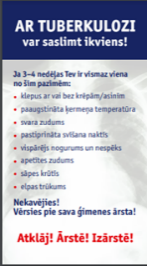 AR TUBERKULOZI
var saslimt ikviens!
Ja 3-4 nedēļas Tev ir vismaz viena
no šīm pazīmēm:
• klepus ar vai bez krēpām/asinīm
• paaugstināta ķermeņa temperatūra
• svara zudums
• pastiprināta svīšana naktīs
• vispārējs nogurums un nespēks
• apetītes zudums
• sāpes krūtīs
• elpas trūkums
Nekavējies!
Vērsies pie sava ģimenes ārsta!
Atklāj! Ārstē! Izārstē!